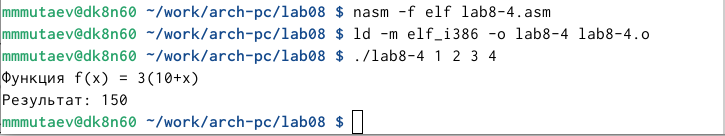 mmmutaev@dk8n60 ~/work/arch-pc/lab08 $ nasm -f elf lab8-4.asm
mmmutaev@dk8n60 ~/work/arch-pc/lab08 $ ld -m elf_i386 -o lab8-4 lab8-4.o
mmmutaev@dk8n60 ~/work/arch-pc/lab08 $ ./lab8-4 1 2 3 4
Функция f(x) = 3(10+x)
Результат: 150
mmmutaev@dk8n60 ~/work/arch-pc/lab08 $